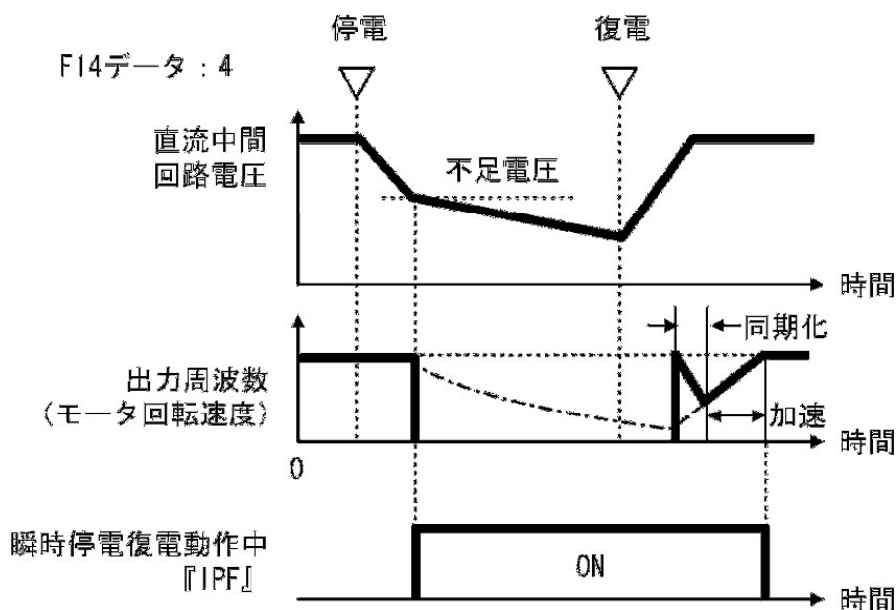 停電
復電
F14データ：4
直流中間
回路電圧
不足電圧
時間
同期化
出力周波数
(モータ回転速度)
加速
時間
0
瞬時停電復電動作中
『IPF』
ON
時間